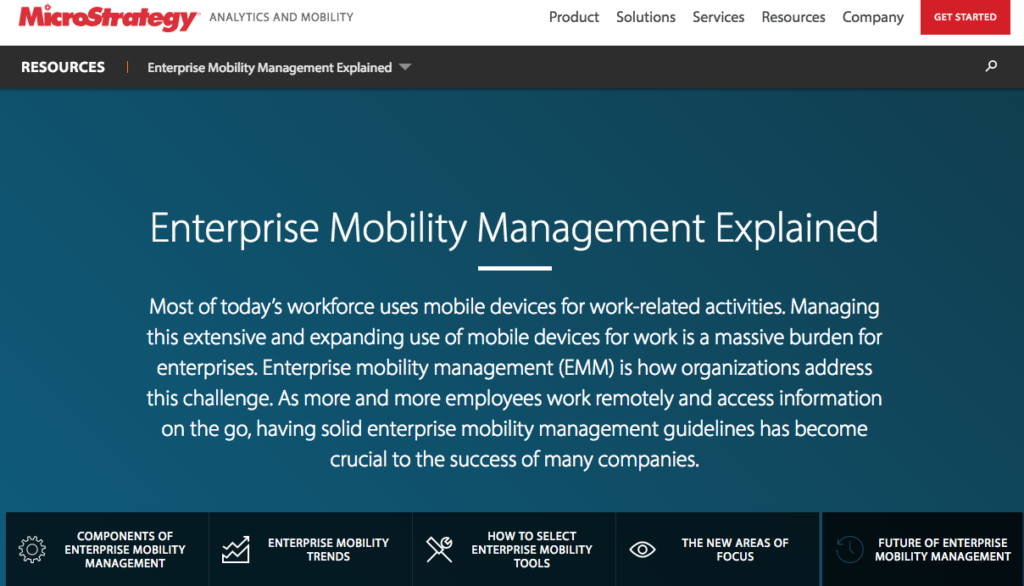 MicroStrategy ANALYTICS AND MOBILITY Product Solutions Services Resources Company GET STARTED
RESOURCES Enterprise Mobility Management Explained
Enterprise Mobility Management Explained
Most of today's workforce uses mobile devices for work-related activities. Managing
this extensive and expanding use of mobile devices for work is a massive burden for
enterprises. Enterprise mobility management (EMM) is how organizations address
this challenge. As more and more employees work remotely and access information
on the go, having solid enterprise mobility management guidelines has become
crucial to the success of many companies.
COMPONENTS OF
ENTERPRISE MOBILITY
MANAGEMENT
ENTERPRISE MOBILITY
TRENDS
HOW TO SELECT
ENTERPRISE MOBILITY
TOOLS
THE NEW AREAS OF
FOCUS
FUTURE OF ENTERPRISE
MOBILITY MANAGEMENT